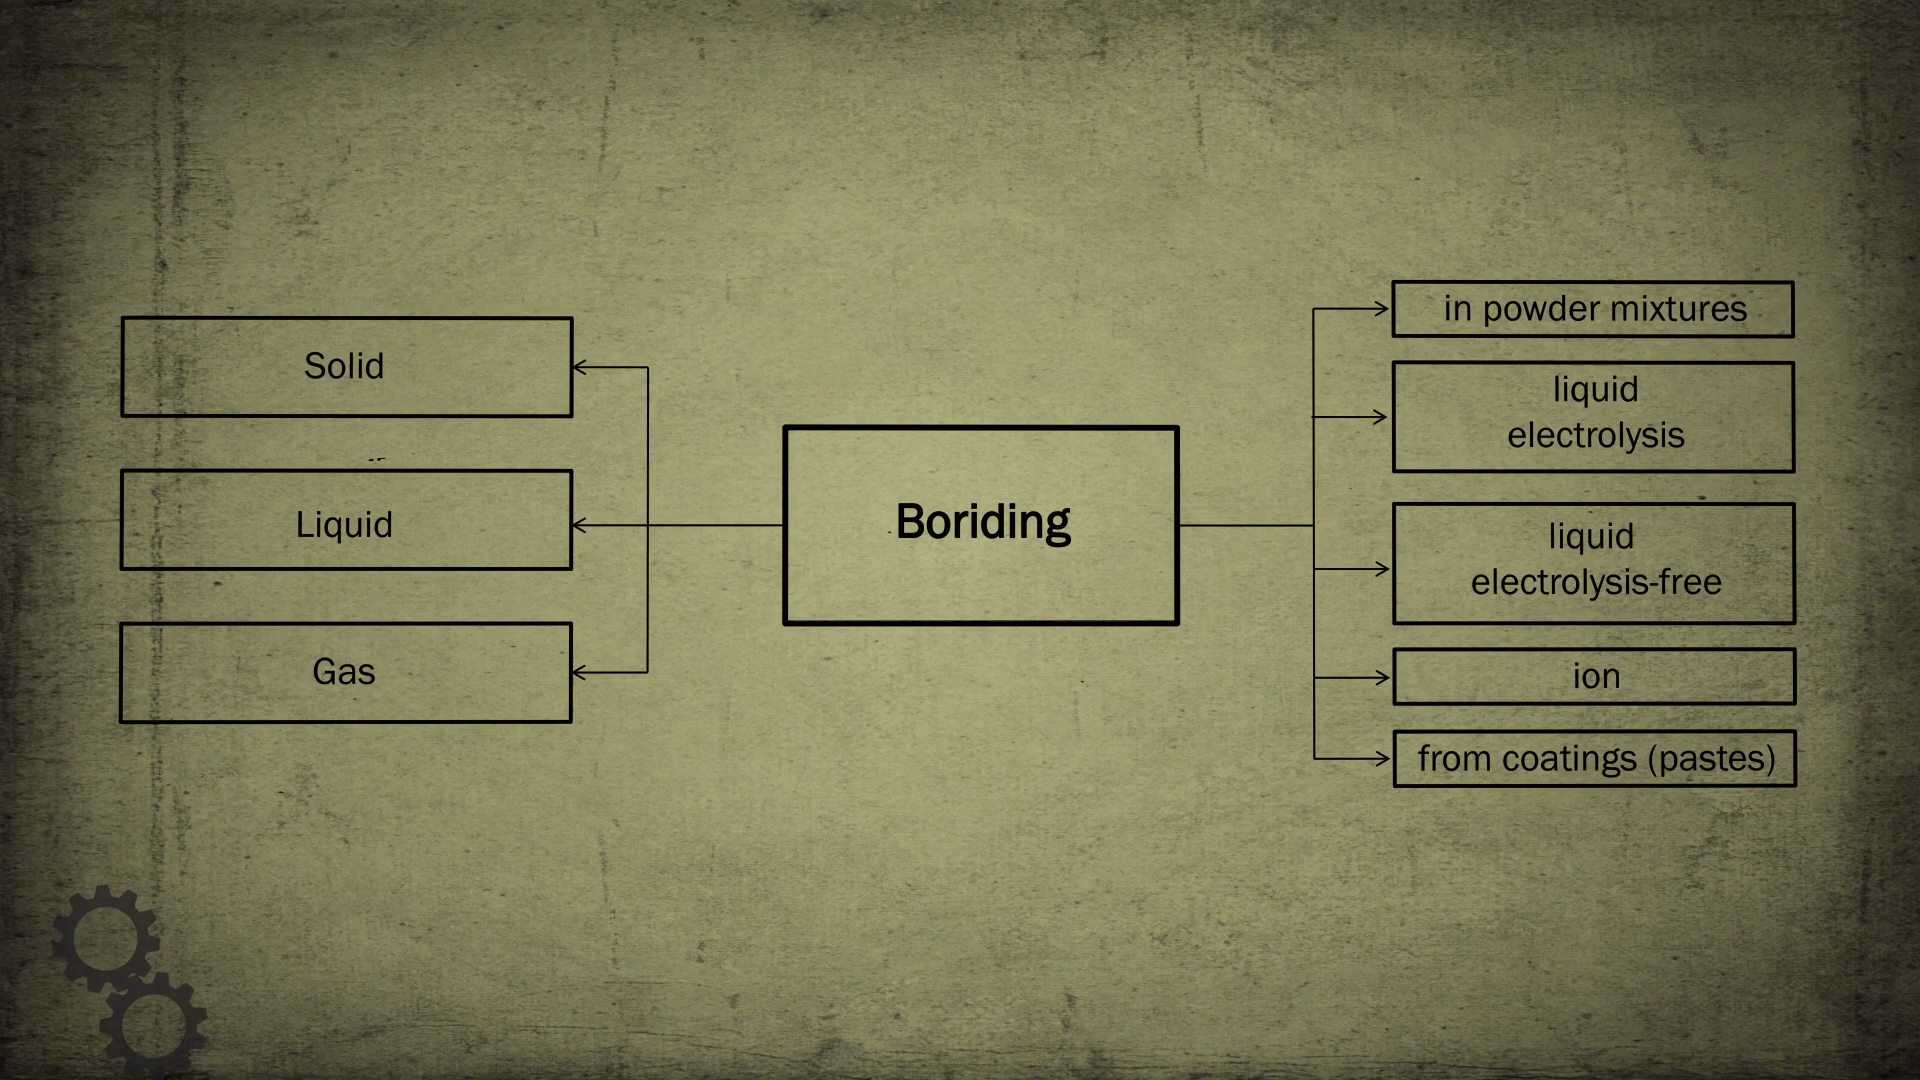 Solid
Liquid
Gas
Boriding
in powder mixtures
liquid
electrolysis
liquid
electrolysis-free
ion
from coatings (pastes)